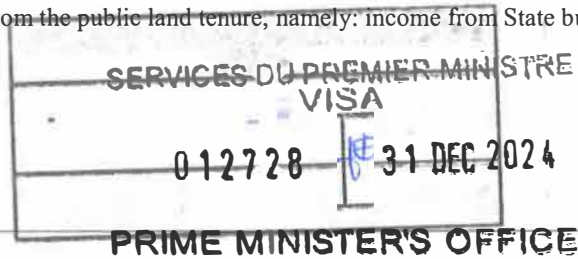 om the public land tenure, namely: income from State br
SERVICES DU PREMIER MINISTRE
VISA
012728 31 DEC 2024
PRIME MINISTER'S OFFICE